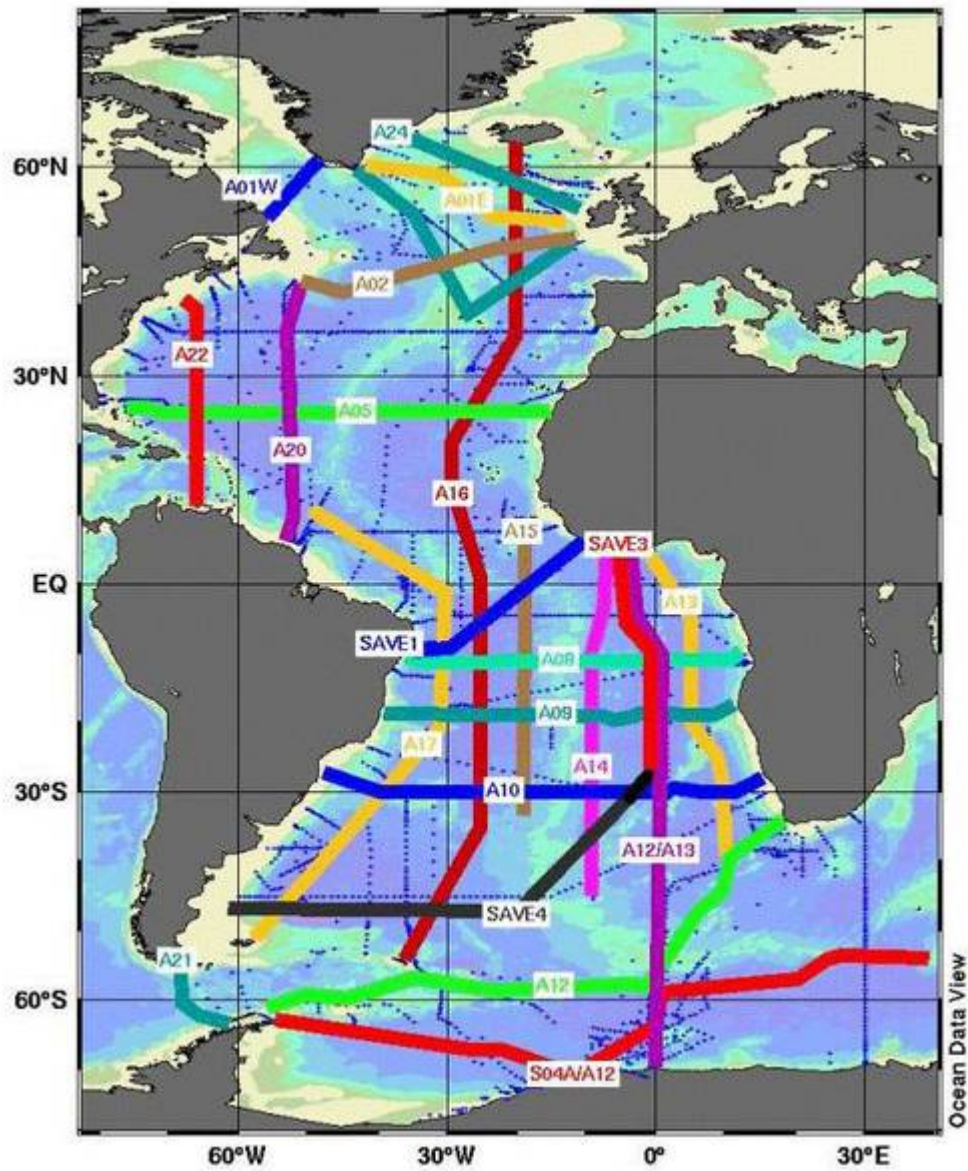 A24
60°N
A01W
A01E
A02
A22
30°N
A05
A20
A16
A15
SAVE3
EQ
A13
SAVE1
A08
A09
A17
A14
30°S
A10
A12/A13
SAVE4
A21
A12
60°S
S04A/A12
60°W
30°W
0°
30°E
Ocean Data View